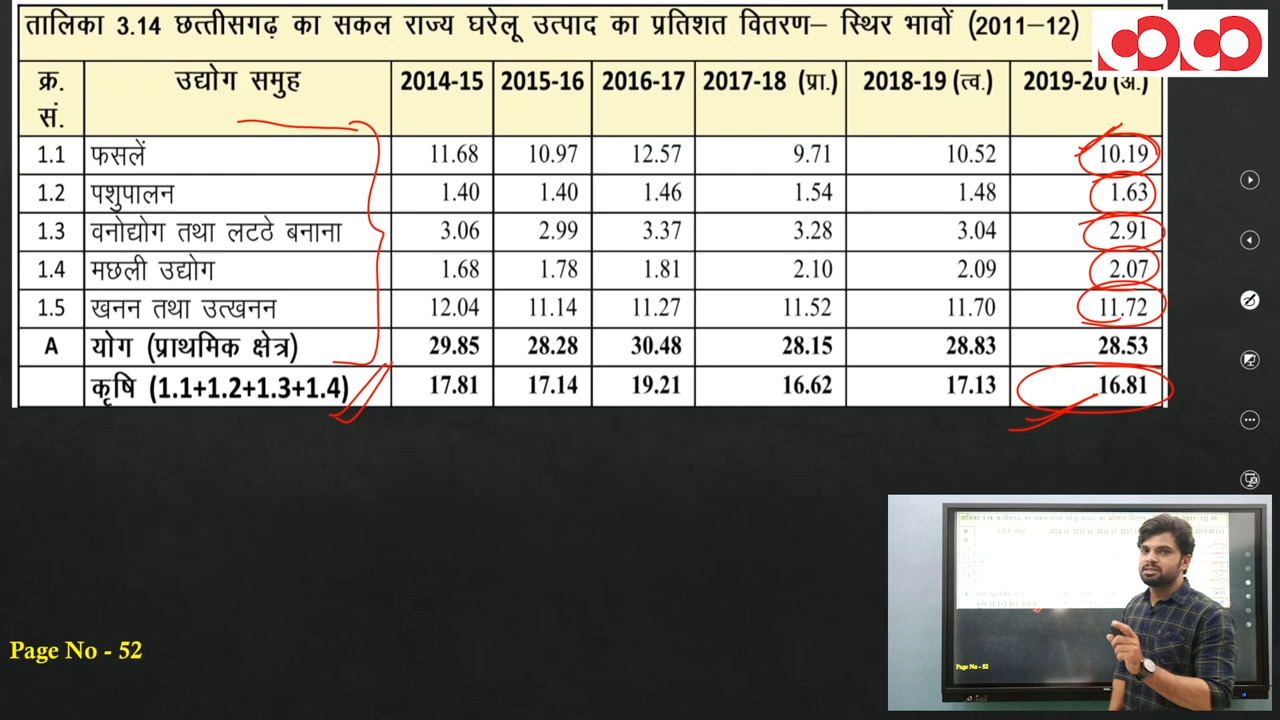 तालिका 3.14 छत्तीसगढ़ का सकल राज्य घरेलू उत्पाद का प्रतिशत वितरण– स्थिर भावों (2011–12)
क्र. सं. उद्योग समुह 2014-15 2015-16 2016-17 2017-18 (प्रा.) 2018-19 (त्व.) 2019-20 (अ.)
1.1 फसलें 11.68 10.97 12.57 9.71 10.52 10.19
1.2 पशुपालन 1.40 1.40 1.46 1.54 1.48 1.63
1.3 वनोद्योग तथा लटठे बनाना 3.06 2.99 3.37 3.28 3.04 2.91
1.4 मछली उद्योग 1.68 1.78 1.81 2.10 2.09 2.07
1.5 खनन तथा उत्खनन 12.04 11.14 11.27 11.52 11.70 11.72
A योग (प्राथमिक क्षेत्र) 29.85 28.28 30.48 28.15 28.83 28.53
कृषि (1.1+1.2+1.3+1.4) 17.81 17.14 19.21 16.62 17.13 16.81
Page No - 52
Page No - 52